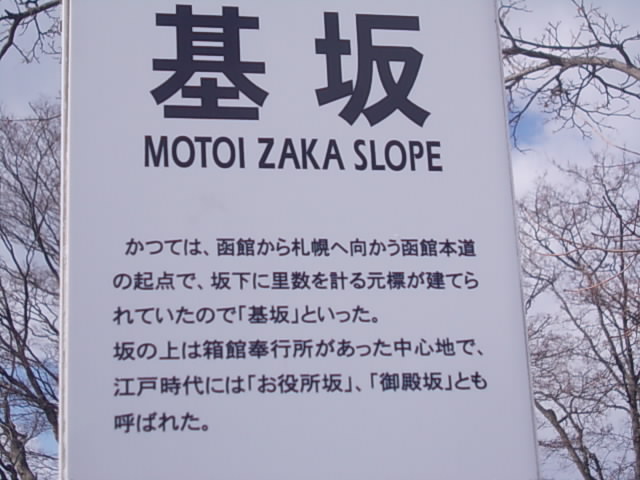 基坂
MOTOI ZAKA SLOPE
かつては、函館から札幌へ向かう函館本道
の起点で、坂下に里数を計る元標が建てら
れていたので「基坂」といった。
坂の上は箱館奉行所があった中心地で、
江戸時代には「お役所坂」、「御殿坂」とも
呼ばれた。